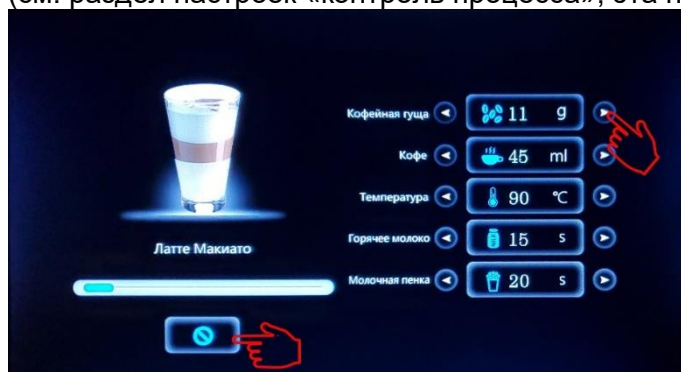 Кофейная гуща 11 g
Кофе 45 ml
Температура 90 °C
Горячее молоко 15 s
Молочная пенка 20 s
Латте Макиато